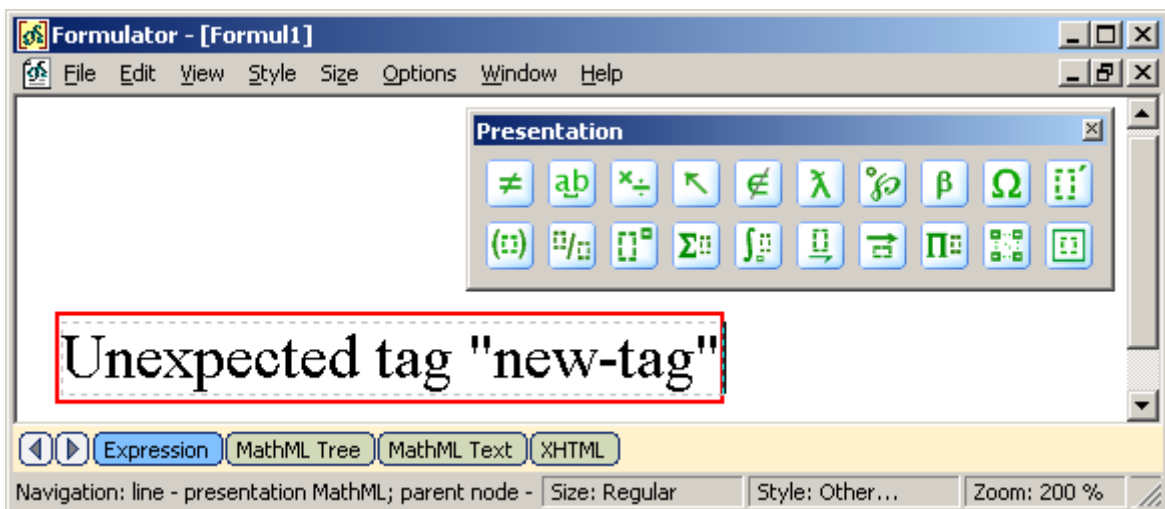 Formulator - [Formul1]
File Edit View Style Size Options Window Help
Presentation
≠ ab ×÷ ↖ ∉ ƛ °℘ β Ω
Σ ∫ Π
Unexpected tag "new-tag"
Expression MathML Tree MathML Text XHTML
Navigation: line - presentation MathML; parent node - Size: Regular Style: Other... Zoom: 200 %